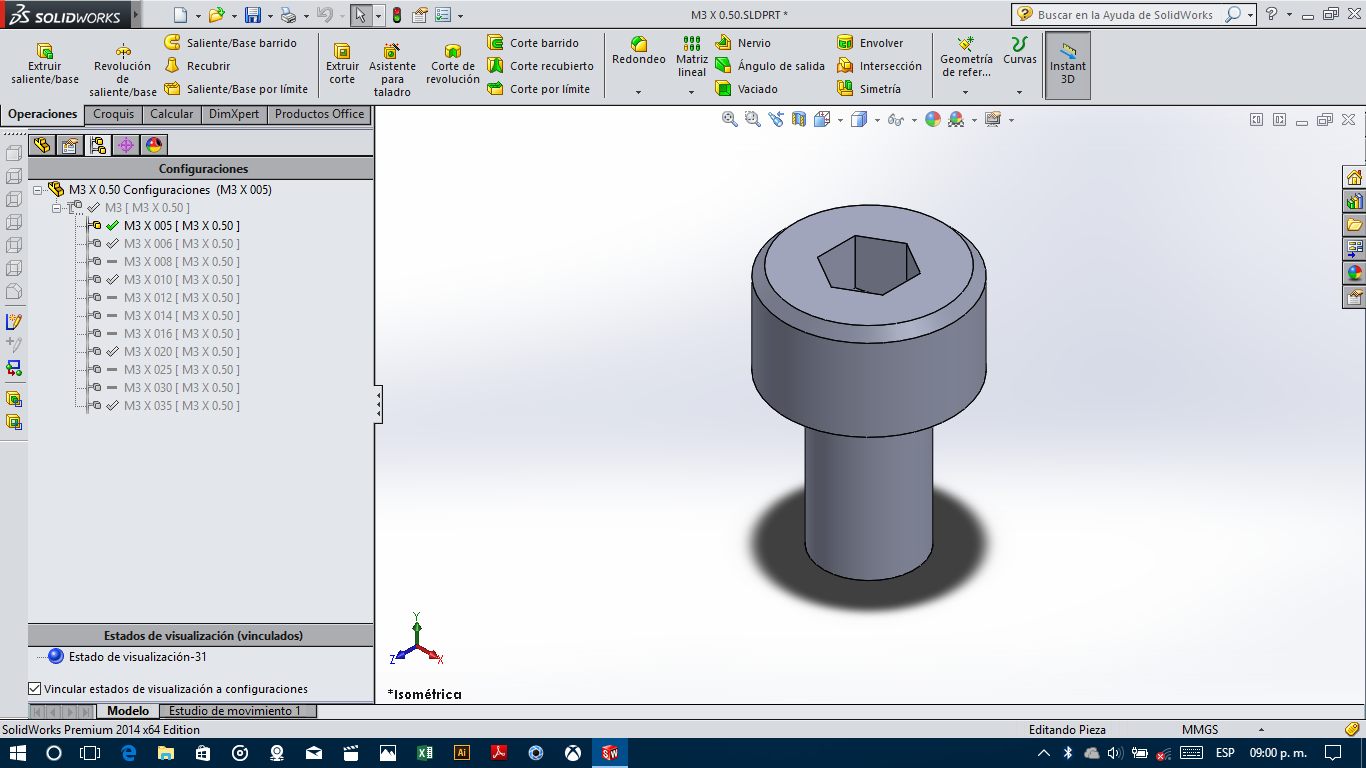 SOLIDWORKS
M3 X 0.50.SLDPRT *
Buscar en la Ayuda de SolidWorks
Extruir saliente/base
Revolución de saliente/base
Saliente/Base barrido
Recubrir
Saliente/Base por límite
Extruir corte
Asistente para taladro
Corte de revolución
Corte barrido
Corte recubierto
Corte por límite
Redondeo
Matriz lineal
Nervio
Ángulo de salida
Vaciado
Envolver
Intersección
Simetría
Geometría de refer...
Curvas
Instant 3D
Operaciones
Croquis
Calcular
DimXpert
Productos Office
Configuraciones
M3 X 0.50 Configuraciones (M3 X 005)
M3 [ M3 X 0.50 ]
M3 X 005 [ M3 X 0.50 ]
M3 X 006 [ M3 X 0.50 ]
M3 X 008 [ M3 X 0.50 ]
M3 X 010 [ M3 X 0.50 ]
M3 X 012 [ M3 X 0.50 ]
M3 X 014 [ M3 X 0.50 ]
M3 X 016 [ M3 X 0.50 ]
M3 X 020 [ M3 X 0.50 ]
M3 X 025 [ M3 X 0.50 ]
M3 X 030 [ M3 X 0.50 ]
M3 X 035 [ M3 X 0.50 ]
Estados de visualización (vinculados)
Estado de visualización-31
Vincular estados de visualización a configuraciones
Y
Z
X
*Isométrica
Modelo
Estudio de movimiento 1
SolidWorks Premium 2014 x64 Edition
Editando Pieza
MMGS
ESP
09:00 p. m.